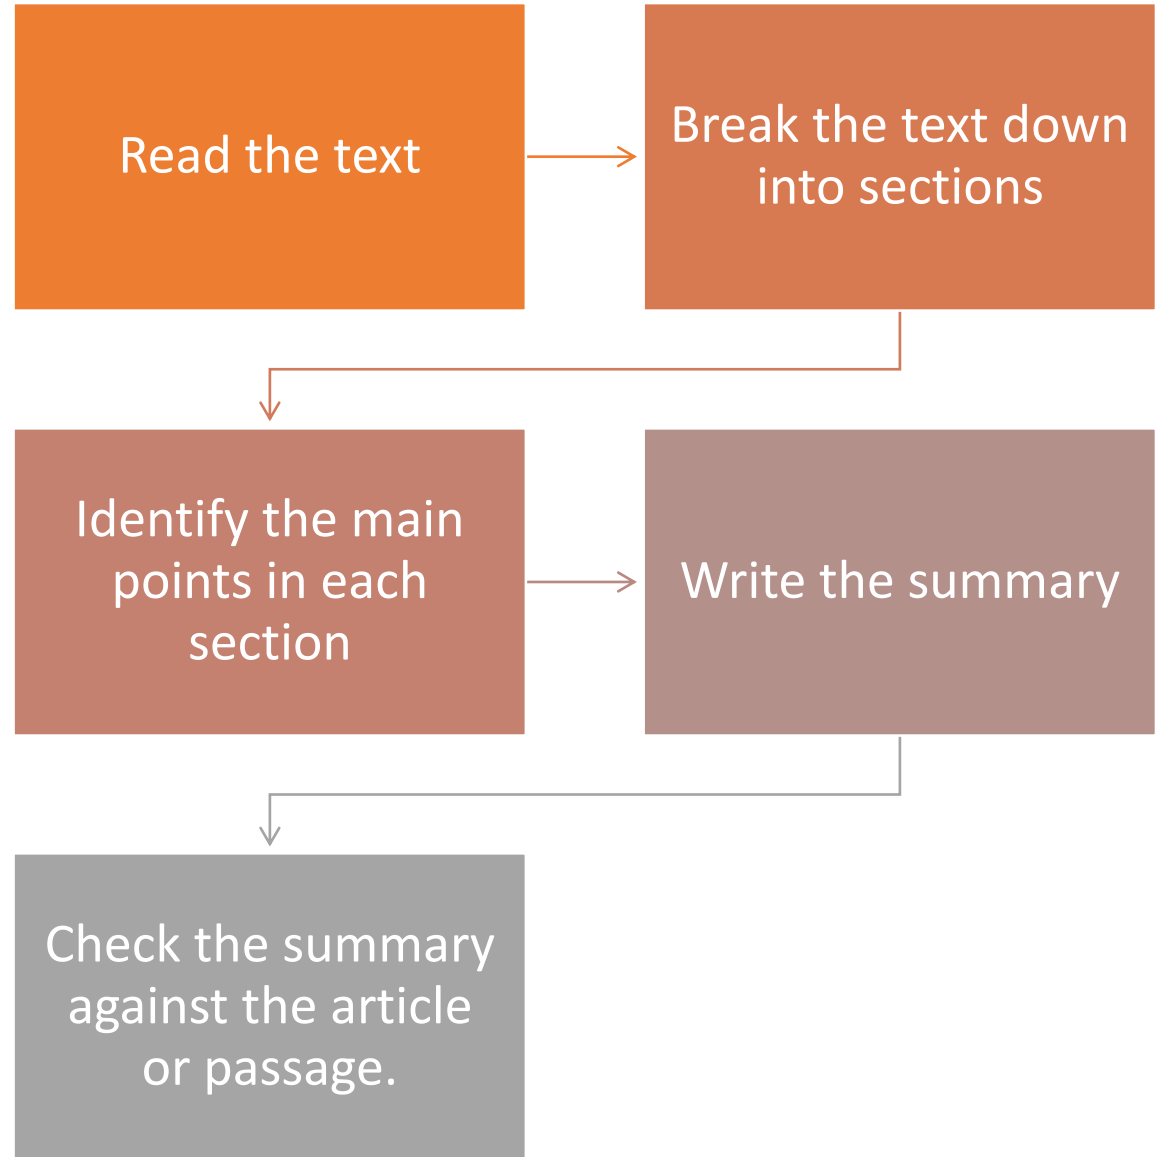 Read the text
Break the text down
into sections
Identify the main
points in each
section
Write the summary
Check the summary
against the article
or passage.